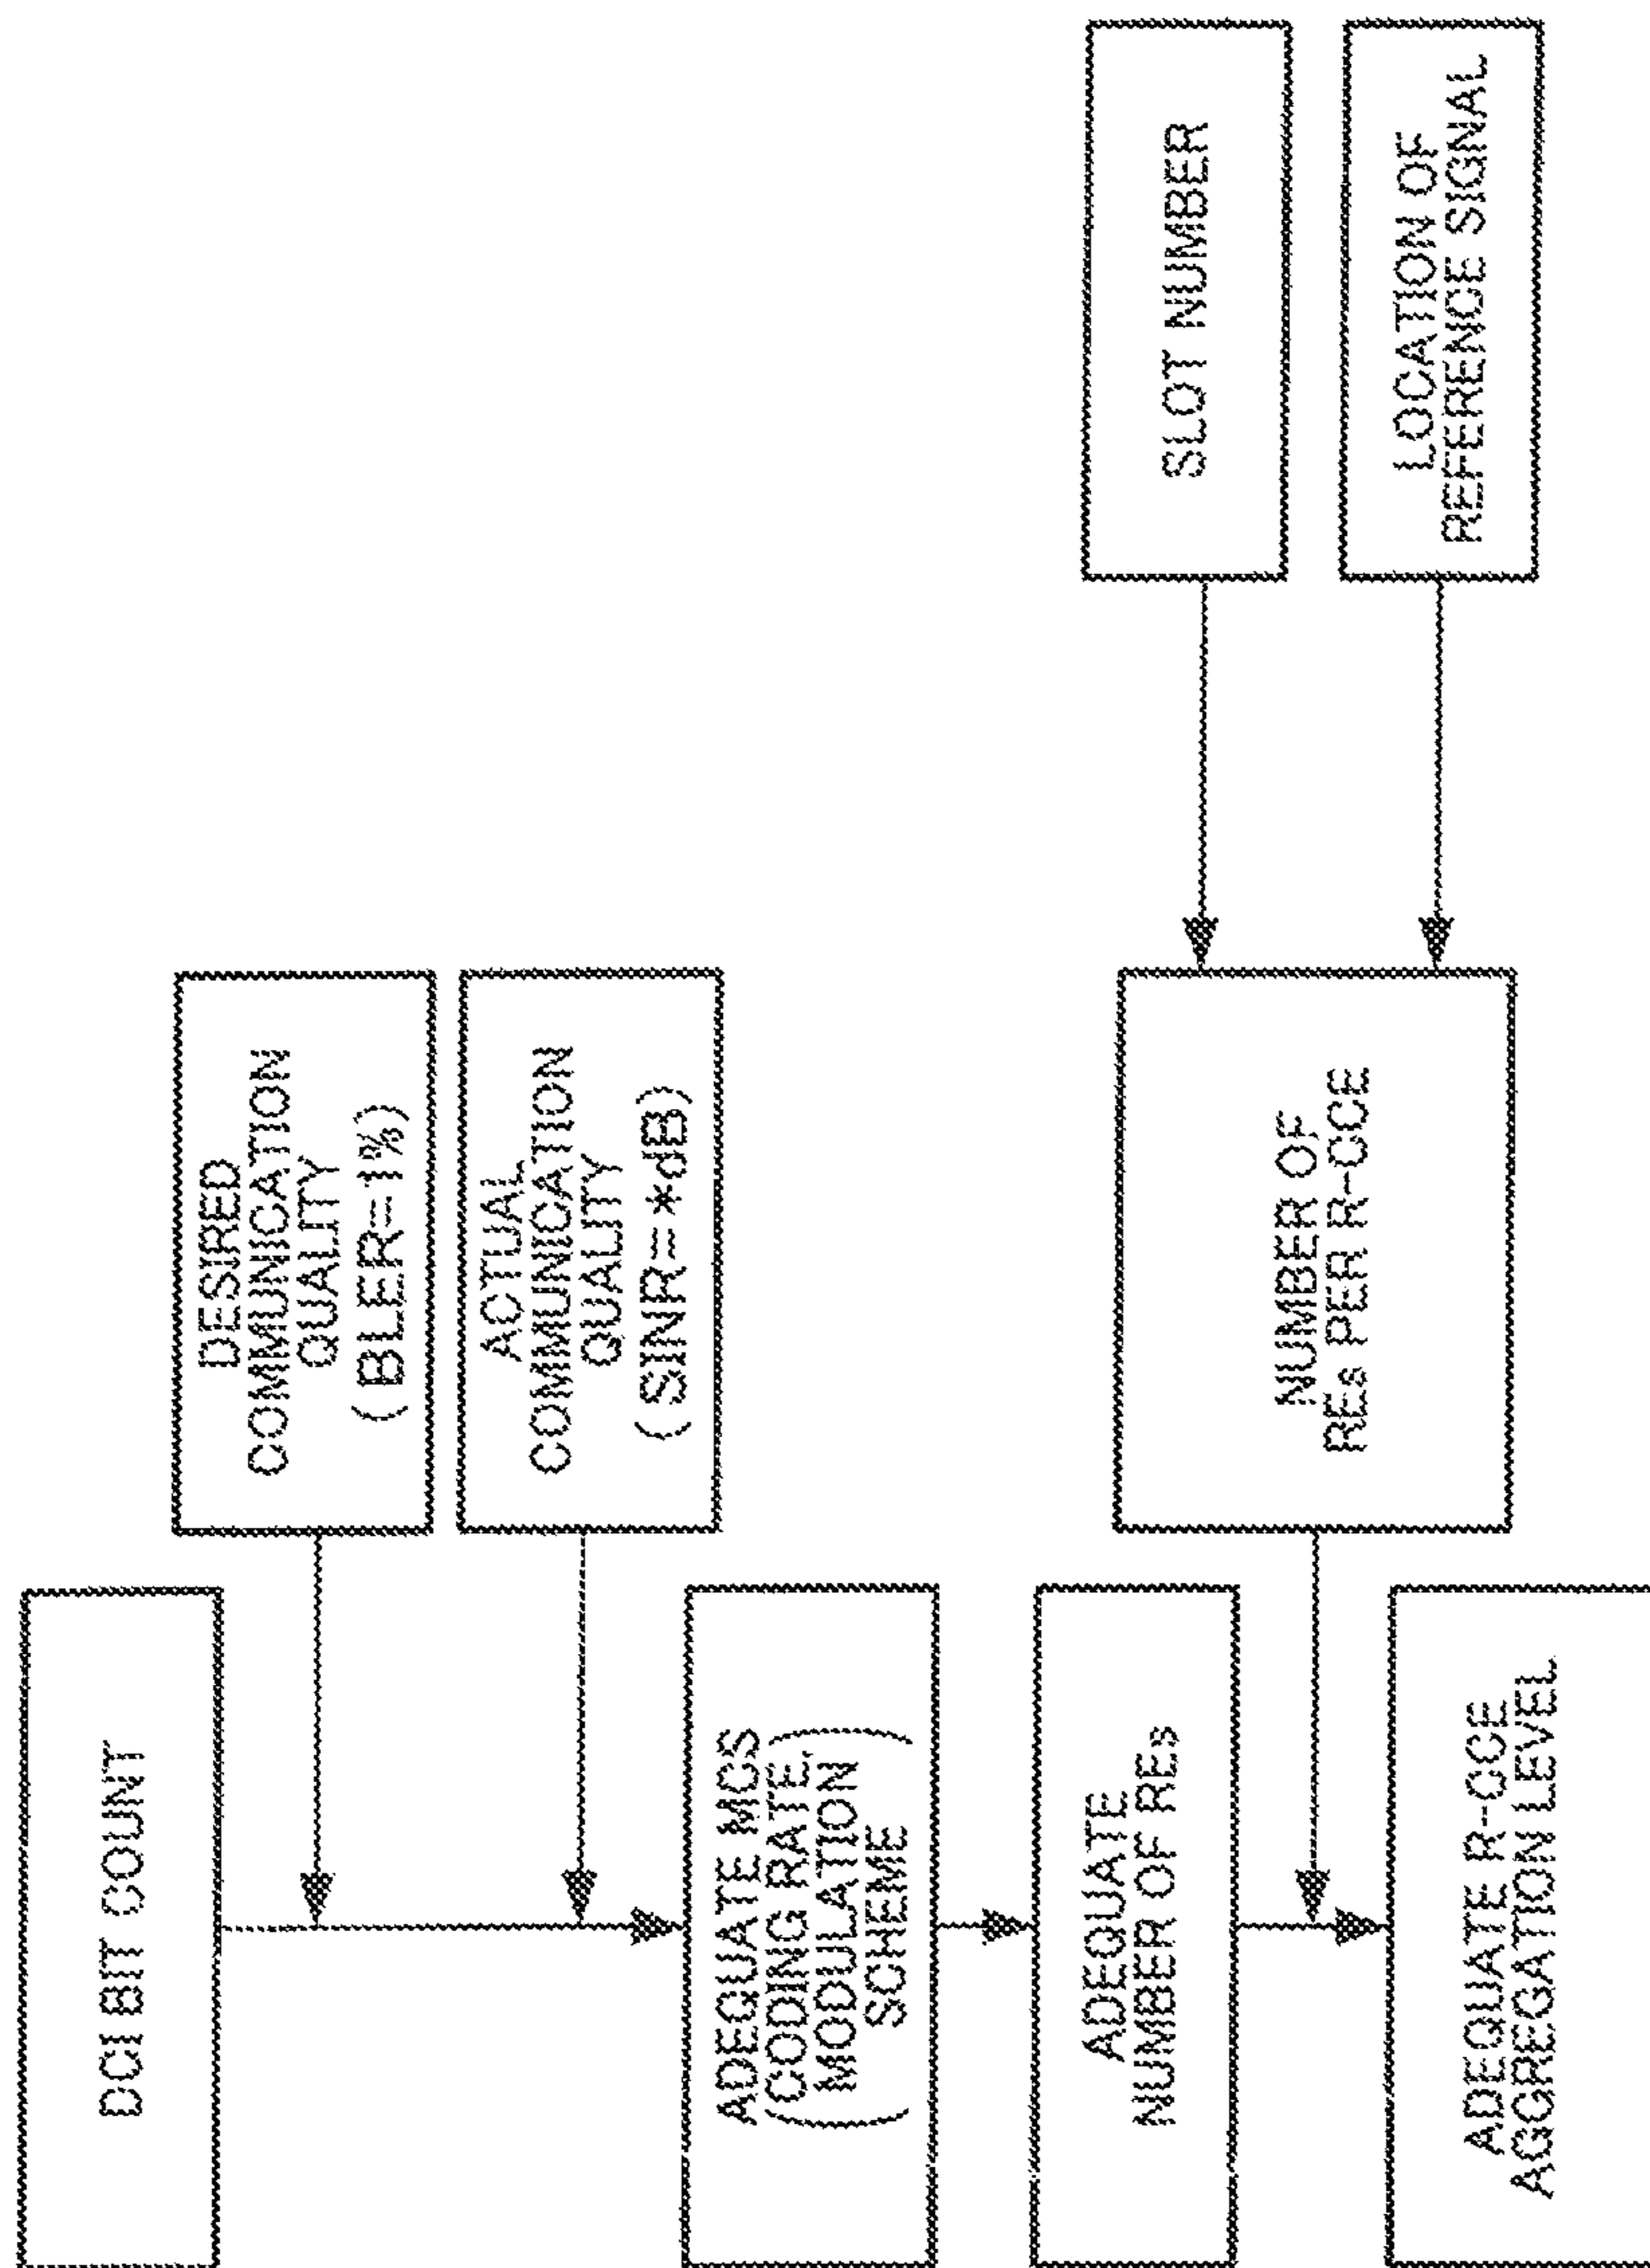 DCI BIT COUNT
DESIRED
COMMUNICATION
QUALITY
(BLER=1%)
ACTUAL
COMMUNICATION
QUALITY
(SINR=*dB)
ADEQUATE MCS
(CODING RATE,
MODULATION
SCHEME)
ADEQUATE
NUMBER OF REs
NUMBER OF
REs PER R-CCE
SLOT NUMBER
LOCATION OF
REFERENCE SIGNAL
ADEQUATE R-CCE
AGGREGATION LEVEL